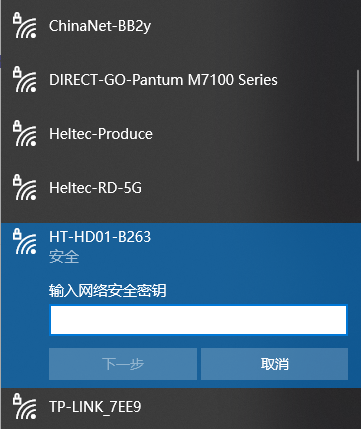 ChinaNet-BB2y
DIRECT-GO-Pantum M7100 Series
Heltec-Produce
Heltec-RD-5G
HT-HD01-B263
安全
输入网络安全密钥
下一步
取消
TP-LINK_7EE9